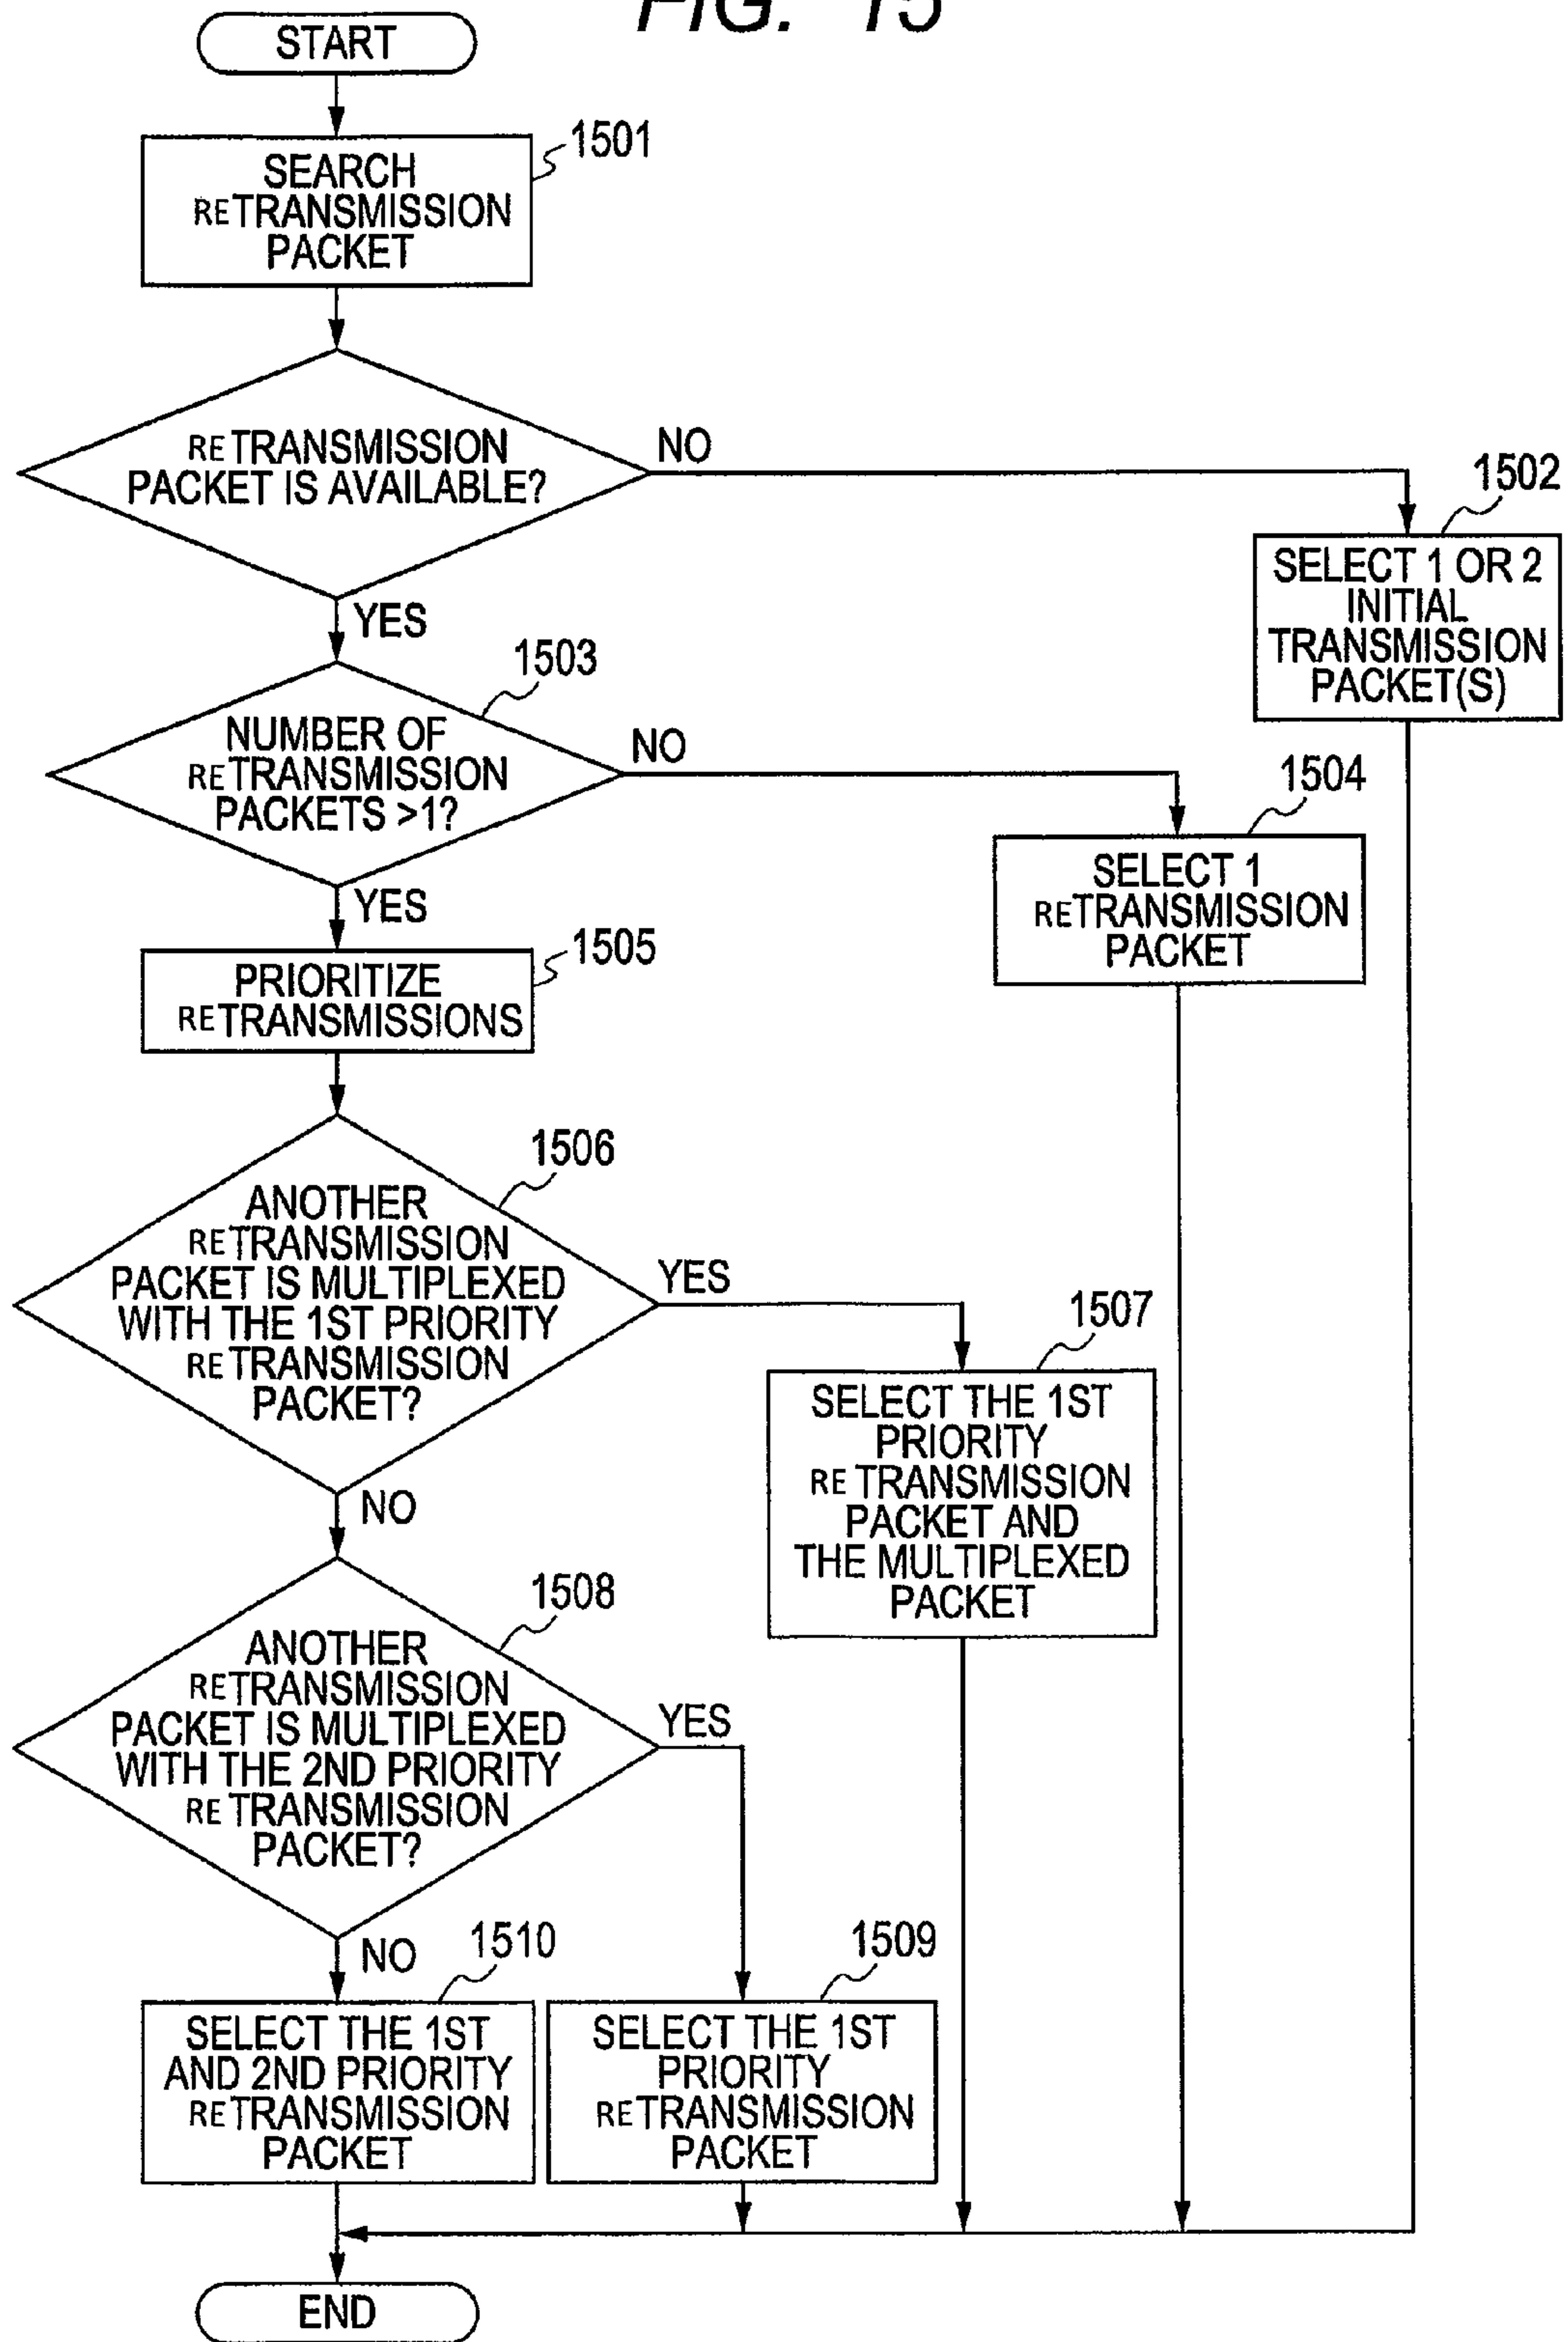 FIG. 15
START
1501
SEARCH
RETRANSMISSION
PACKET
RETRANSMISSION
PACKET IS AVAILABLE?
NO
YES
1502
SELECT 1 OR 2
INITIAL
TRANSMISSION
PACKET(S)
1503
NUMBER OF
RETRANSMISSION
PACKETS >1?
NO
YES
1504
SELECT 1
RETRANSMISSION
PACKET
1505
PRIORITIZE
RETRANSMISSIONS
1506
ANOTHER
RETRANSMISSION
PACKET IS MULTIPLEXED
WITH THE 1ST PRIORITY
RETRANSMISSION
PACKET?
YES
NO
1507
SELECT THE 1ST
PRIORITY
RETRANSMISSION
PACKET AND
THE MULTIPLEXED
PACKET
1508
ANOTHER
RETRANSMISSION
PACKET IS MULTIPLEXED
WITH THE 2ND PRIORITY
RETRANSMISSION
PACKET?
YES
NO
1510
SELECT THE 1ST
AND 2ND PRIORITY
RETRANSMISSION
PACKET
1509
SELECT THE 1ST
PRIORITY
RETRANSMISSION
PACKET
END